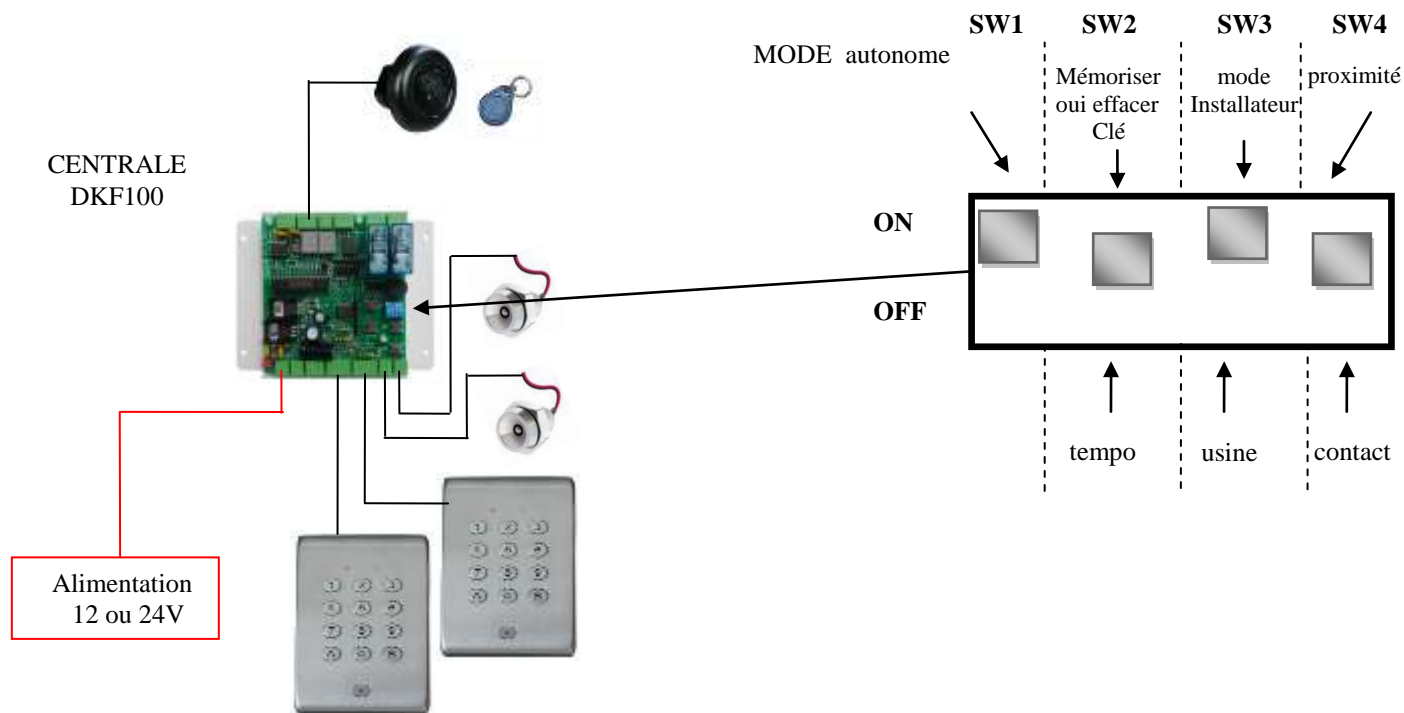 SW1 SW2 SW3 SW4
MODE autonome
Mémoriser
oui effacer
Clé
mode
Installateur
proximité
CENTRALE
DKF100
ON
OFF
tempo
usine
contact
Alimentation
12 ou 24V